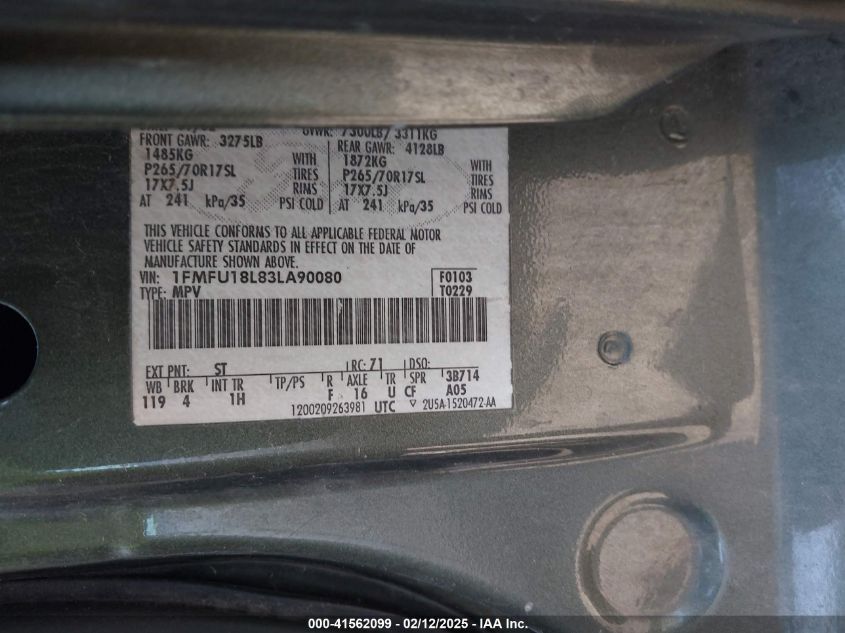 GVWR: 7300LB/ 3311KG
FRONT GAWR: 3275LB REAR GAWR: 4128LB
1485KG WITH 1872KG WITH
P265/70R17SL TIRES P265/70R17SL TIRES
17X7.5J RIMS 17X7.5J RIMS
AT 241 kPa/35 PSI COLD AT 241 kPa/35 PSI COLD
THIS VEHICLE CONFORMS TO ALL APPLICABLE FEDERAL MOTOR
VEHICLE SAFETY STANDARDS IN EFFECT ON THE DATE OF
MANUFACTURE SHOWN ABOVE.
VIN: 1FMFU18L83LA90080 F0103
TYPE: MPV T0229
EXT PNT: ST RC: 71 DSO:
WB BRK INT TR TP/PS R AXLE TR SPR 3B714
119 4 1H F 16 U CF A05
1200209263981 UTC ▽ 2U5A-1520472-AA
000-41562099 - 02/12/2025 - IAA Inc.